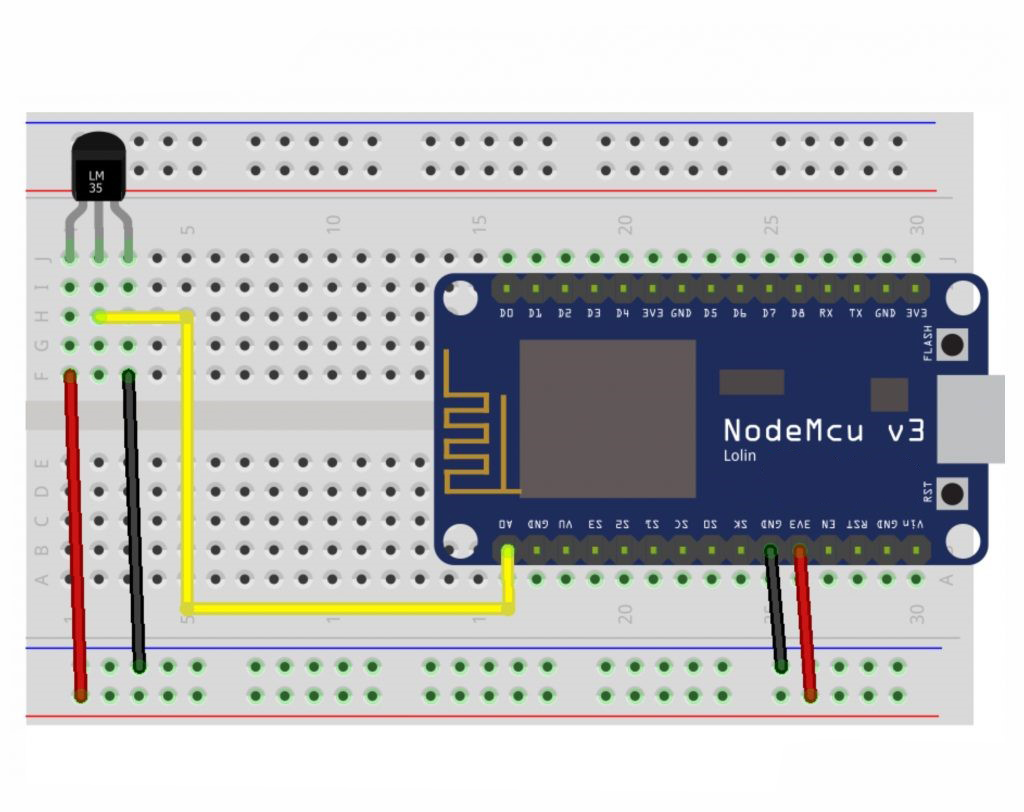 LM
35
1 5 10 15 20 25 30
J J
I
H
G
F
D0 D1 D2 D3 D4 3V3 GND D5 D6 D7 D8 RX TX GND 3V3
FLASH
NodeMcu v3
Lolin
RST
E
D
C
B
A A
A0 GND VU S3 S2 S1 SC S0 SK GND 3V3 EN RST GND Vin
1 5 1 20 25 30